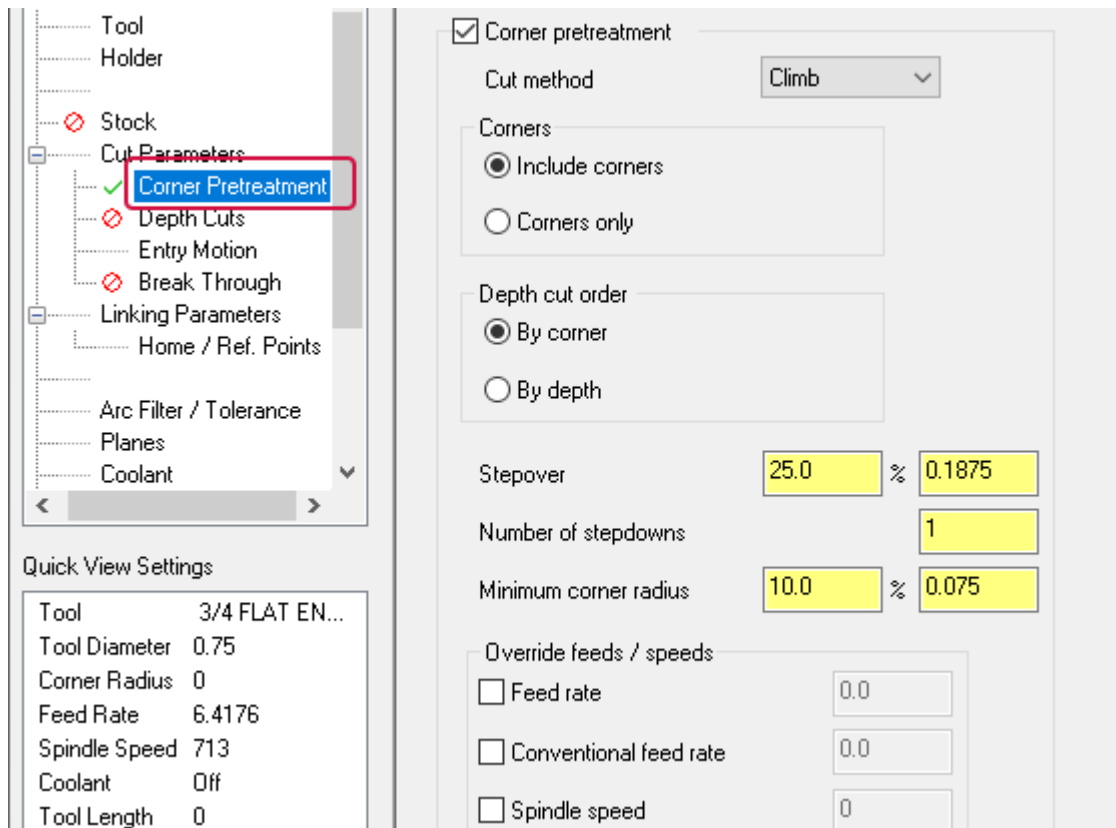 Tool
Holder
Stock
Cut Parameters
Corner Pretreatment
Depth Cuts
Entry Motion
Break Through
Linking Parameters
Home / Ref. Points
Arc Filter / Tolerance
Planes
Coolant
Quick View Settings
Tool 3/4 FLAT EN...
Tool Diameter 0.75
Corner Radius 0
Feed Rate 6.4176
Spindle Speed 713
Coolant Off
Tool Length 0
Corner pretreatment
Cut method Climb
Corners
Include corners
Corners only
Depth cut order
By corner
By depth
Stepover 25.0 % 0.1875
Number of stepdowns 1
Minimum corner radius 10.0 % 0.075
Override feeds / speeds
Feed rate 0.0
Conventional feed rate 0.0
Spindle speed 0